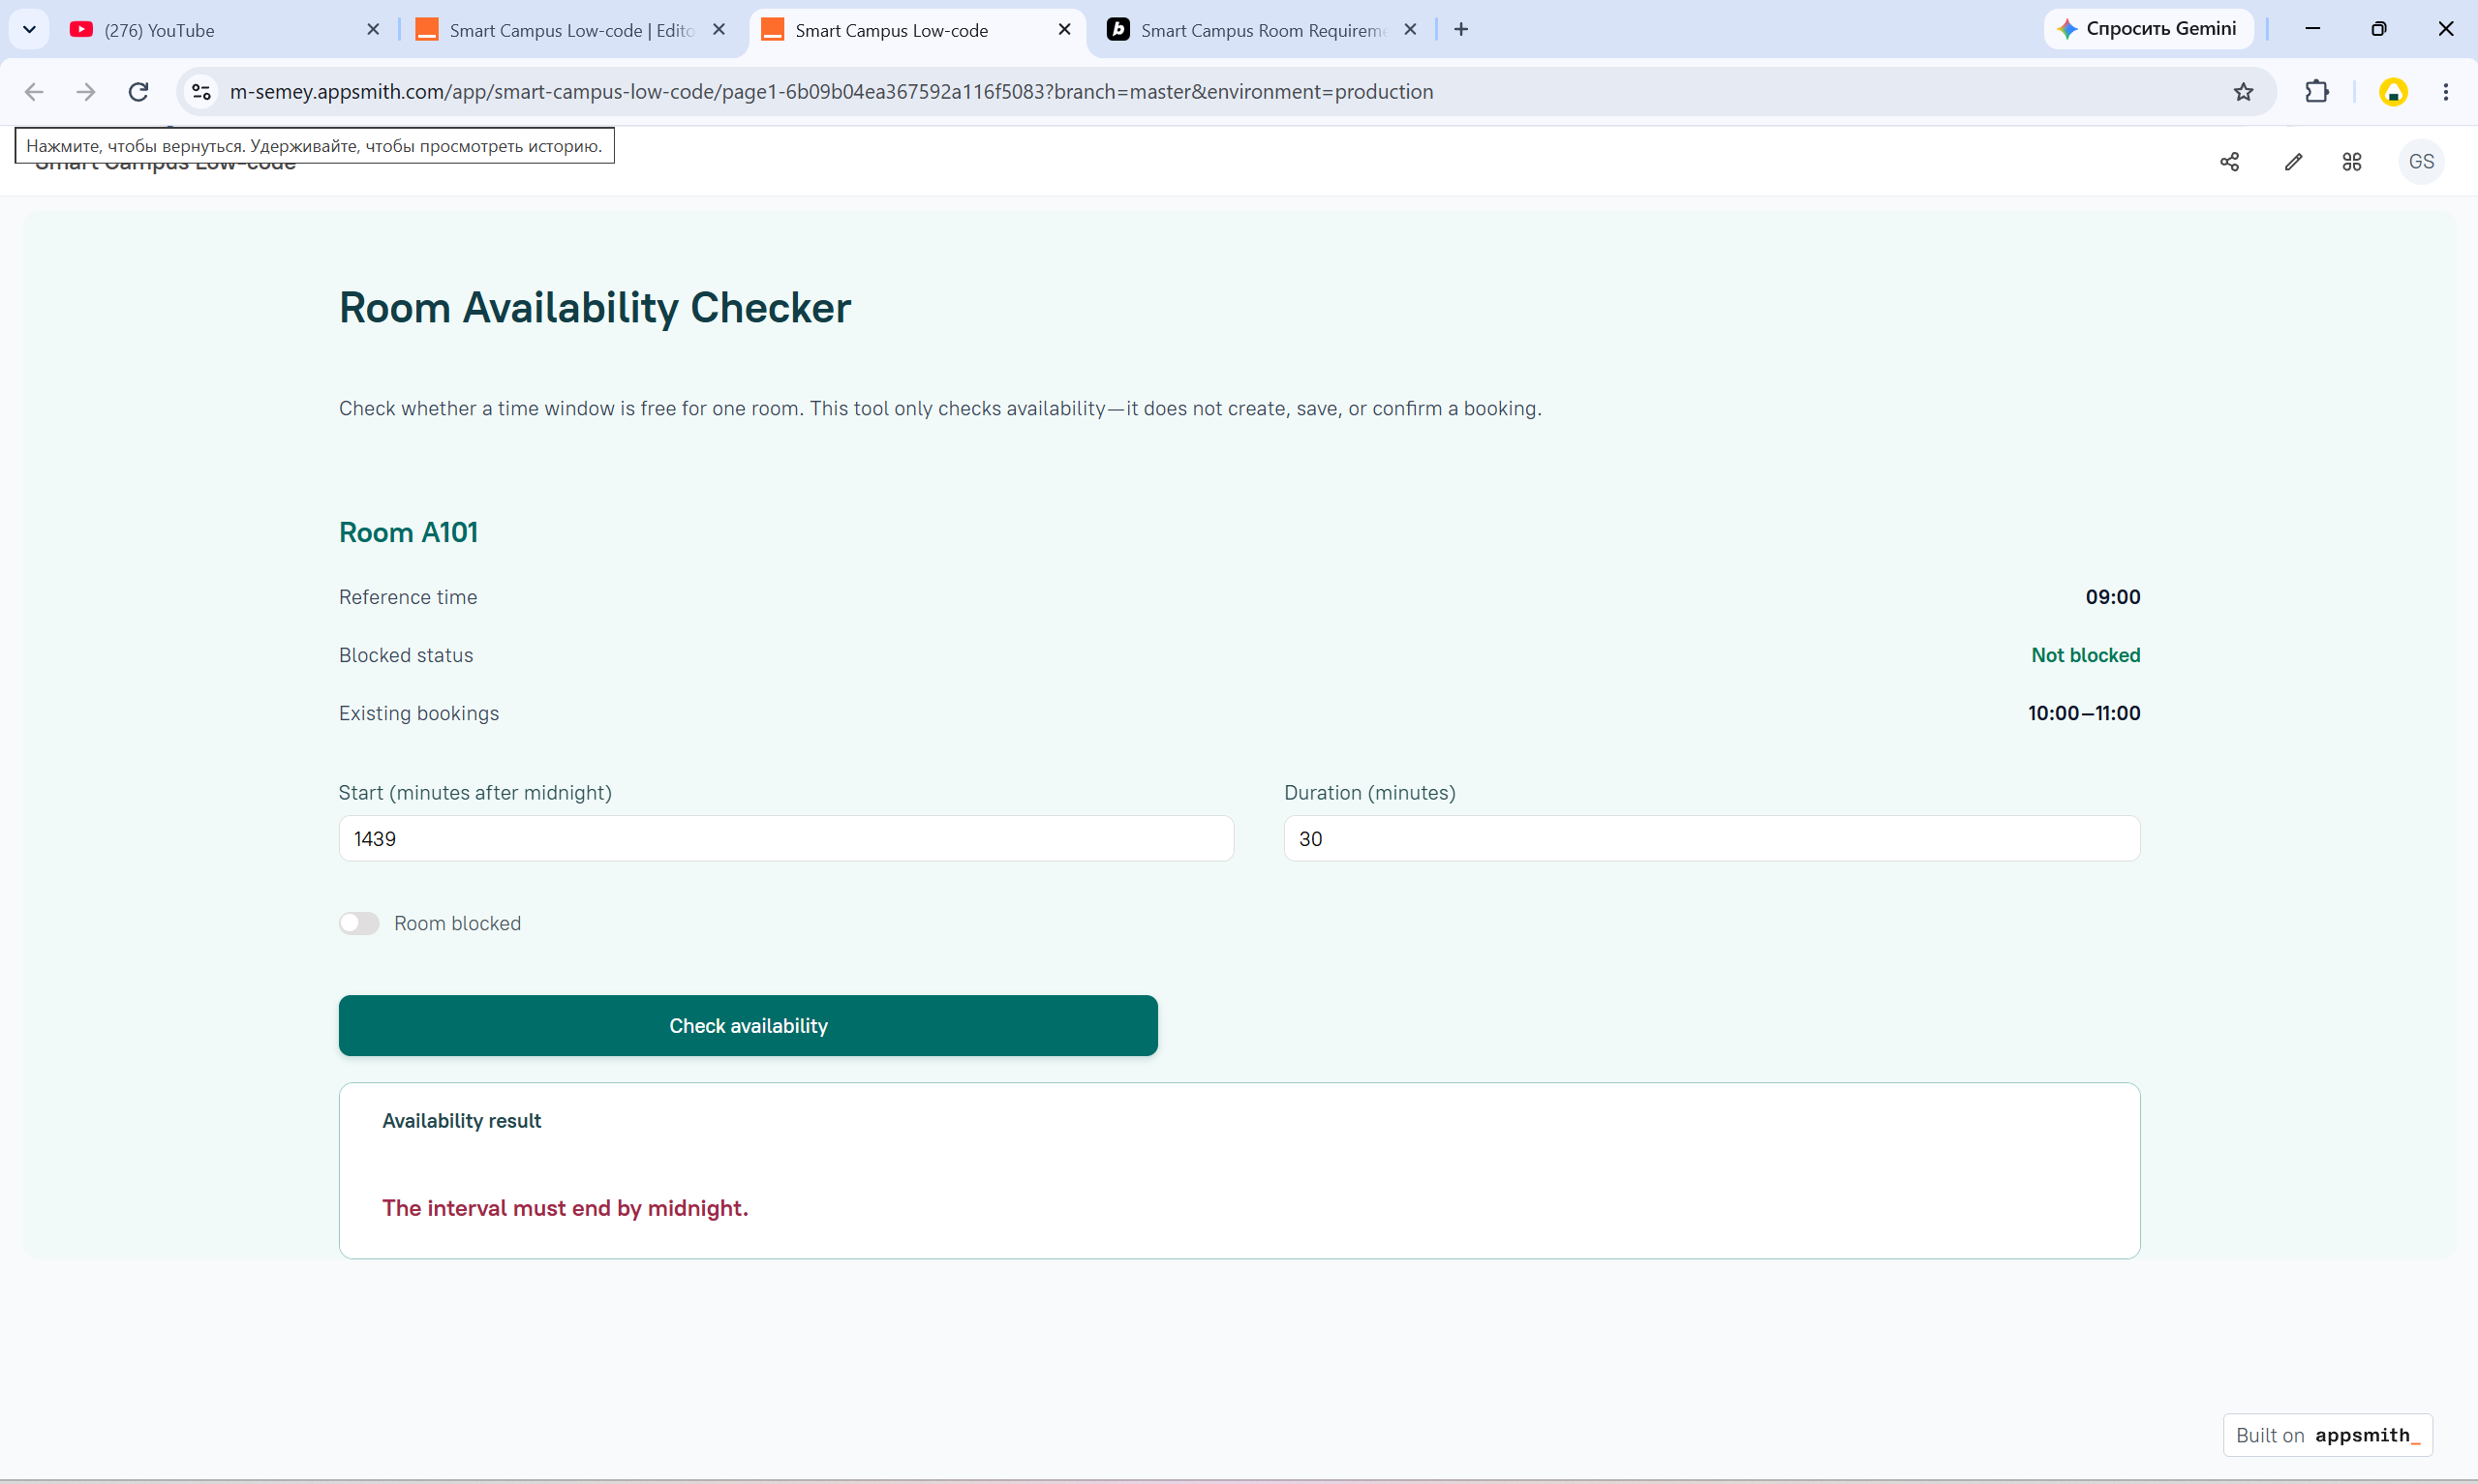 (276) YouTube
Smart Campus Low-code | Edito
Smart Campus Low-code
Smart Campus Room Requireme
Спросить Gemini
m-semey.appsmith.com/app/smart-campus-low-code/page1-6b09b04ea367592a116f5083?branch=master&environment=production
Нажмите, чтобы вернуться. Удерживайте, чтобы просмотреть историю.
Smart Campus Low-code
GS
Room Availability Checker
Check whether a time window is free for one room. This tool only checks availability—it does not create, save, or confirm a booking.
Room A101
Reference time 09:00
Blocked status Not blocked
Existing bookings 10:00–11:00
Start (minutes after midnight) Duration (minutes)
1439 30
Room blocked
Check availability
Availability result
The interval must end by midnight.
Built on appsmith_